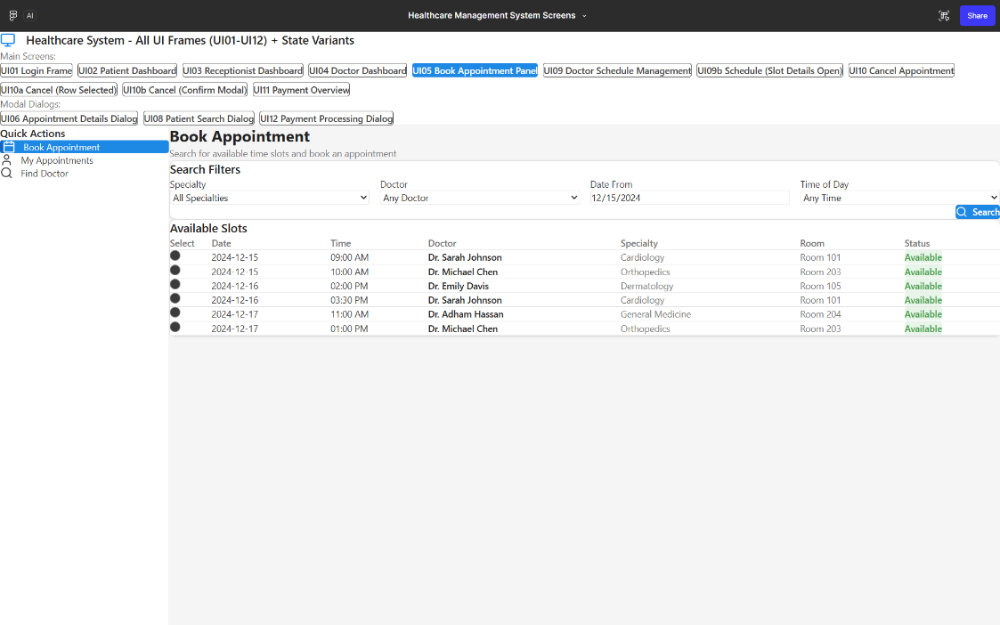 AI
Healthcare Management System Screens
Share
Healthcare System - All UI Frames (UI01-UI12) + State Variants
Main Screens:
UI01 Login Frame UI02 Patient Dashboard UI03 Receptionist Dashboard UI04 Doctor Dashboard UI05 Book Appointment Panel UI09 Doctor Schedule Management UI09b Schedule (Slot Details Open) UI10 Cancel Appointment
UI10a Cancel (Row Selected) UI10b Cancel (Confirm Modal) UI11 Payment Overview
Modal Dialogs:
UI06 Appointment Details Dialog UI08 Patient Search Dialog UI12 Payment Processing Dialog
Quick Actions
Book Appointment
My Appointments
Find Doctor
Book Appointment
Search for available time slots and book an appointment
Search Filters
Specialty Doctor Date From Time of Day
All Specialties Any Doctor 12/15/2024 Any Time
Search
Available Slots
Select Date Time Doctor Specialty Room Status
2024-12-15 09:00 AM Dr. Sarah Johnson Cardiology Room 101 Available
2024-12-15 10:00 AM Dr. Michael Chen Orthopedics Room 203 Available
2024-12-16 02:00 PM Dr. Emily Davis Dermatology Room 105 Available
2024-12-16 03:30 PM Dr. Sarah Johnson Cardiology Room 101 Available
2024-12-17 11:00 AM Dr. Adham Hassan General Medicine Room 204 Available
2024-12-17 01:00 PM Dr. Michael Chen Orthopedics Room 203 Available